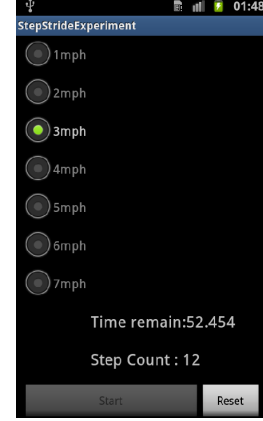 01:48
StepStrideExperiment
1mph
2mph
3mph
4mph
5mph
6mph
7mph
Time remain:52.454
Step Count : 12
Start Reset